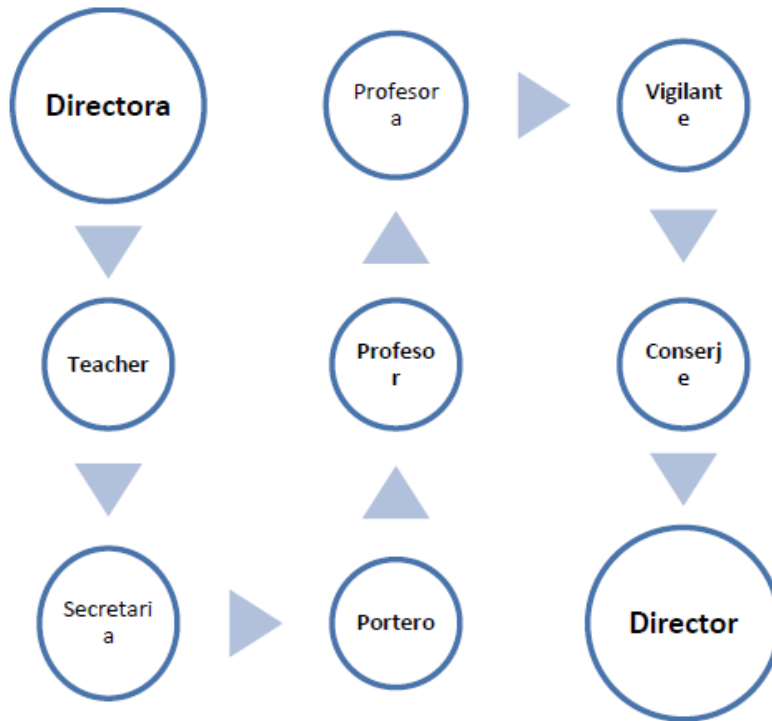 Directora
Teacher
Secretari
a
Portero
Profeso
r
Profesor
a
Vigilant
e
Conserj
e
Director